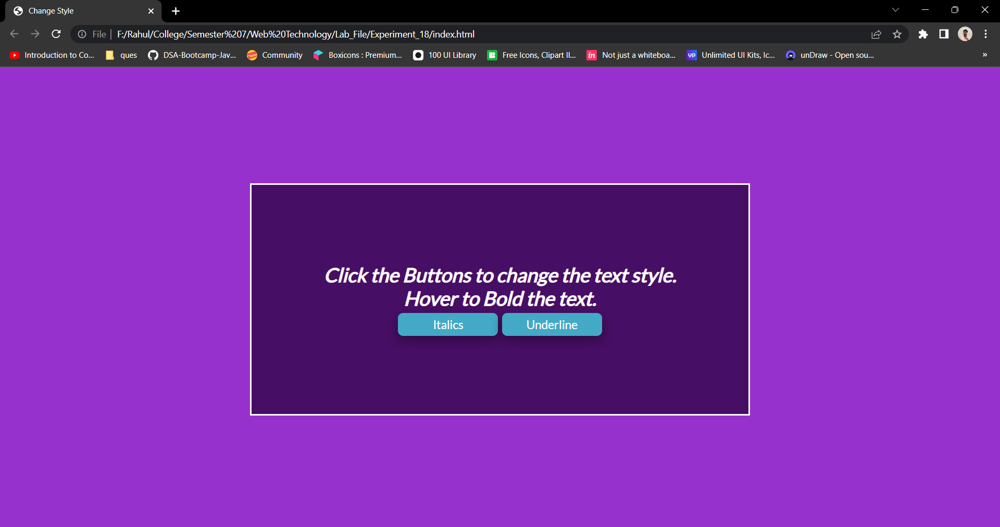 Change Style
File | F:/Rahul/College/Semester%207/Web%20Technology/Lab_File/Experiment_18/index.html
Introduction to Co... ques DSA-Bootcamp-Jav... Community Boxicons : Premium... 100 UI Library Free Icons, Clipart Il... in Not just a whiteboa... UP Unlimited UI Kits, Ic... unDraw - Open sou... »
Click the Buttons to change the text style.
Hover to Bold the text.
Italics Underline